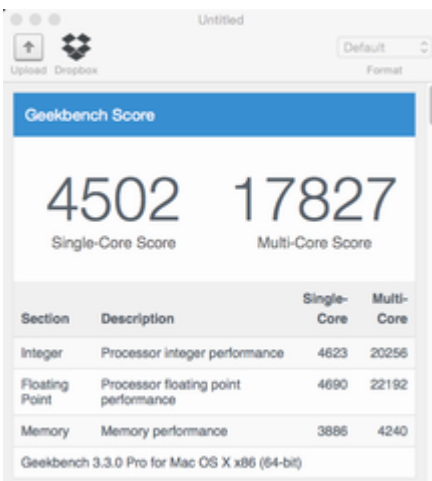 Untitled
Upload Dropbox
Default
Format
Geekbench Score
4502 17827
Single-Core Score Multi-Core Score
Section Description Single-Core Multi-Core
Integer Processor integer performance 4623 20256
Floating Point Processor floating point performance 4690 22192
Memory Memory performance 3886 4240
Geekbench 3.3.0 Pro for Mac OS X x86 (64-bit)